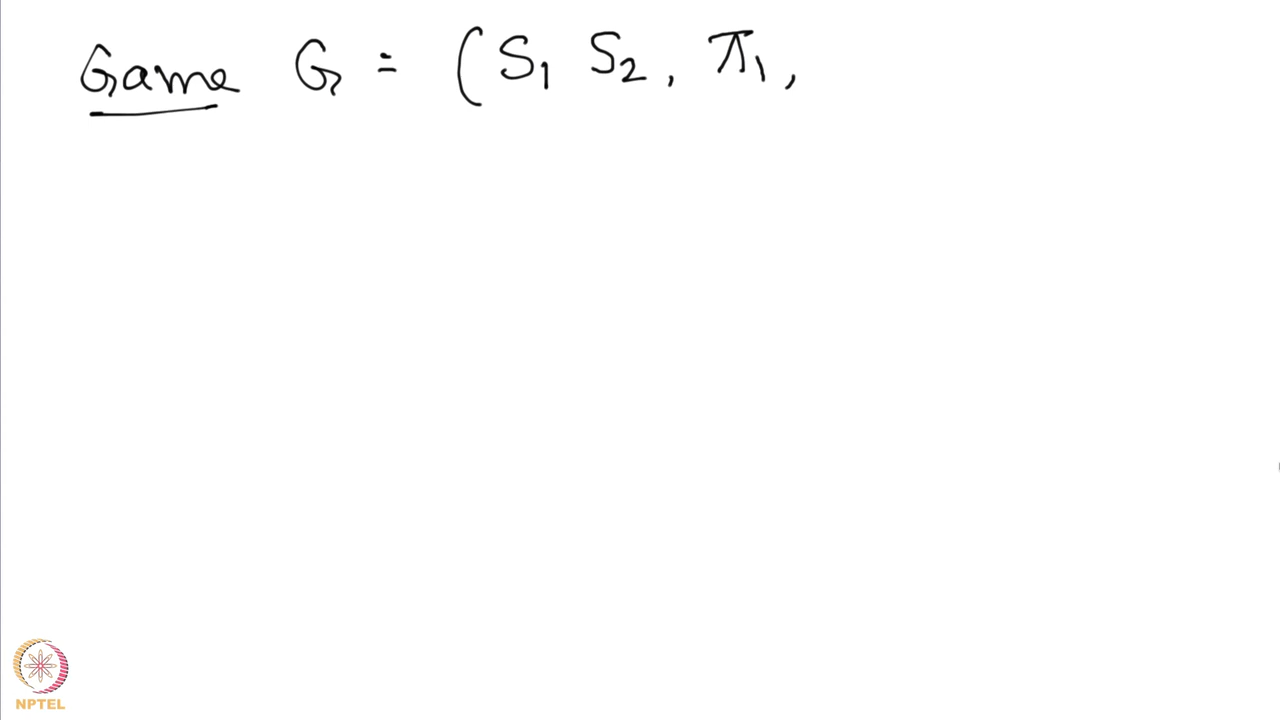 Game G = (S₁ S₂, π₁,
NPTEL